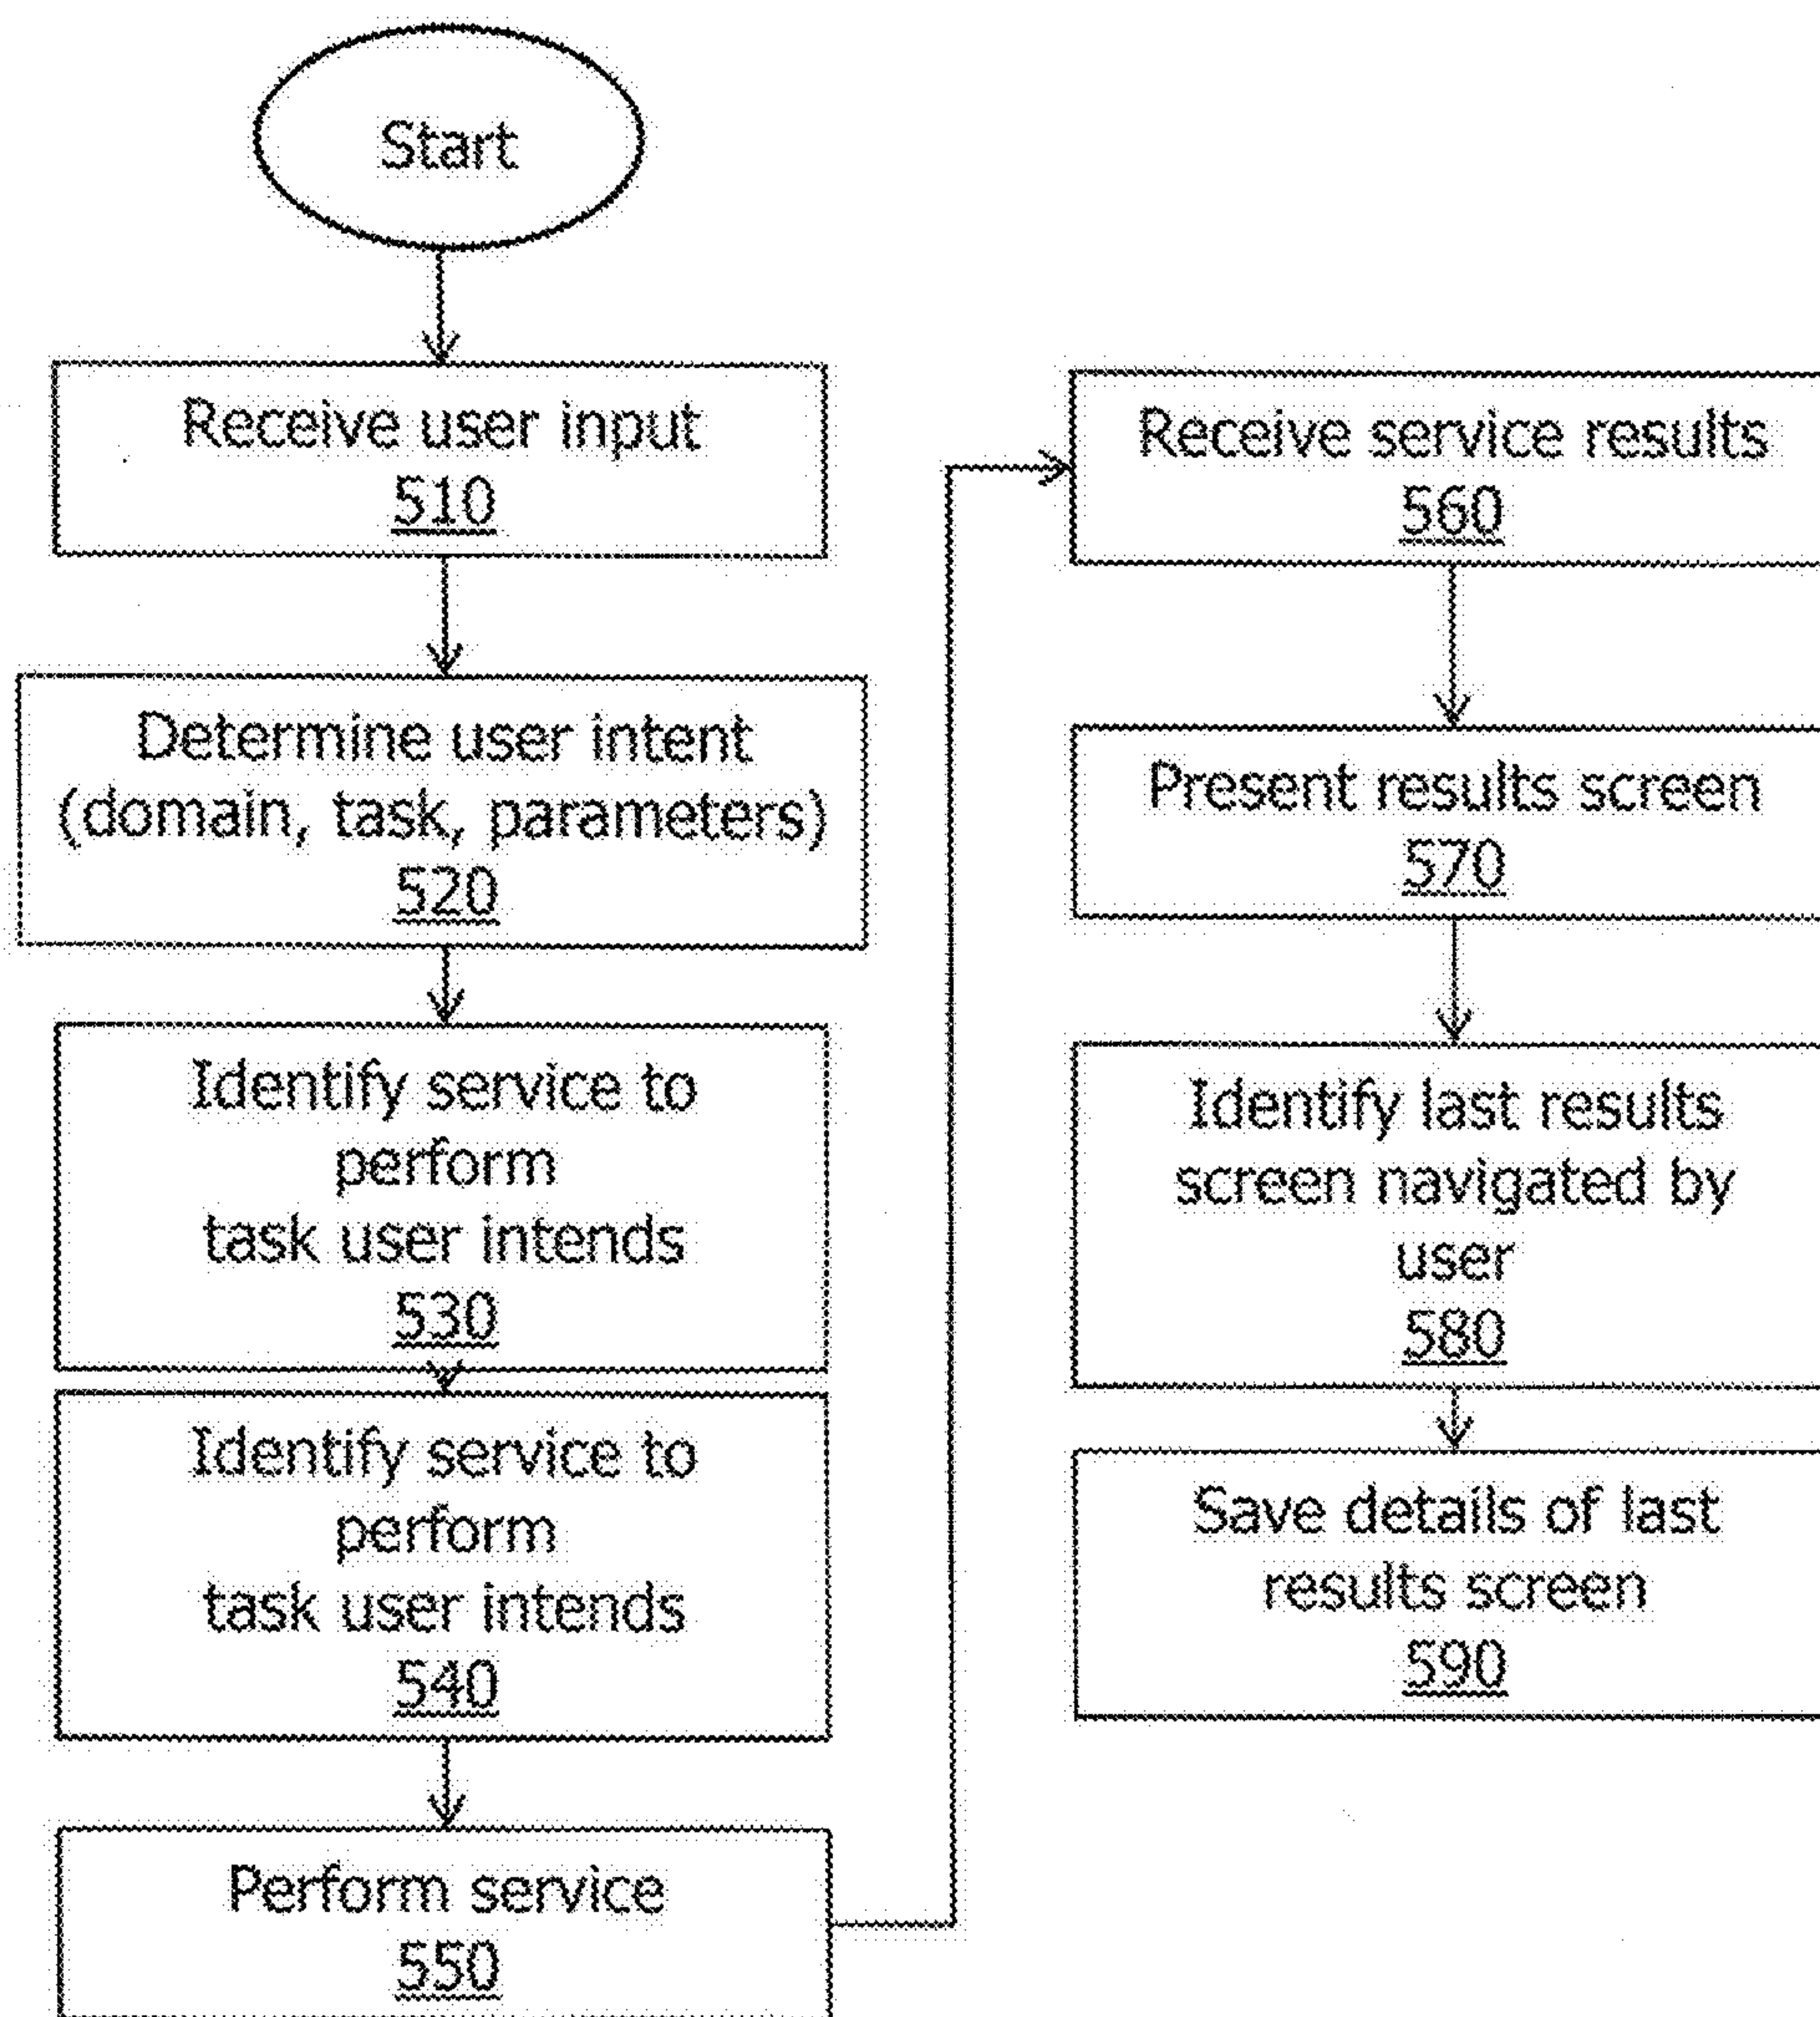 Start
Receive user input
510
Determine user intent
(domain, task, parameters)
520
Identify service to
perform
task user intends
530
Identify service to
perform
task user intends
540
Perform service
550
Receive service results
560
Present results screen
570
Identify last results
screen navigated by
user
580
Save details of last
results screen
590